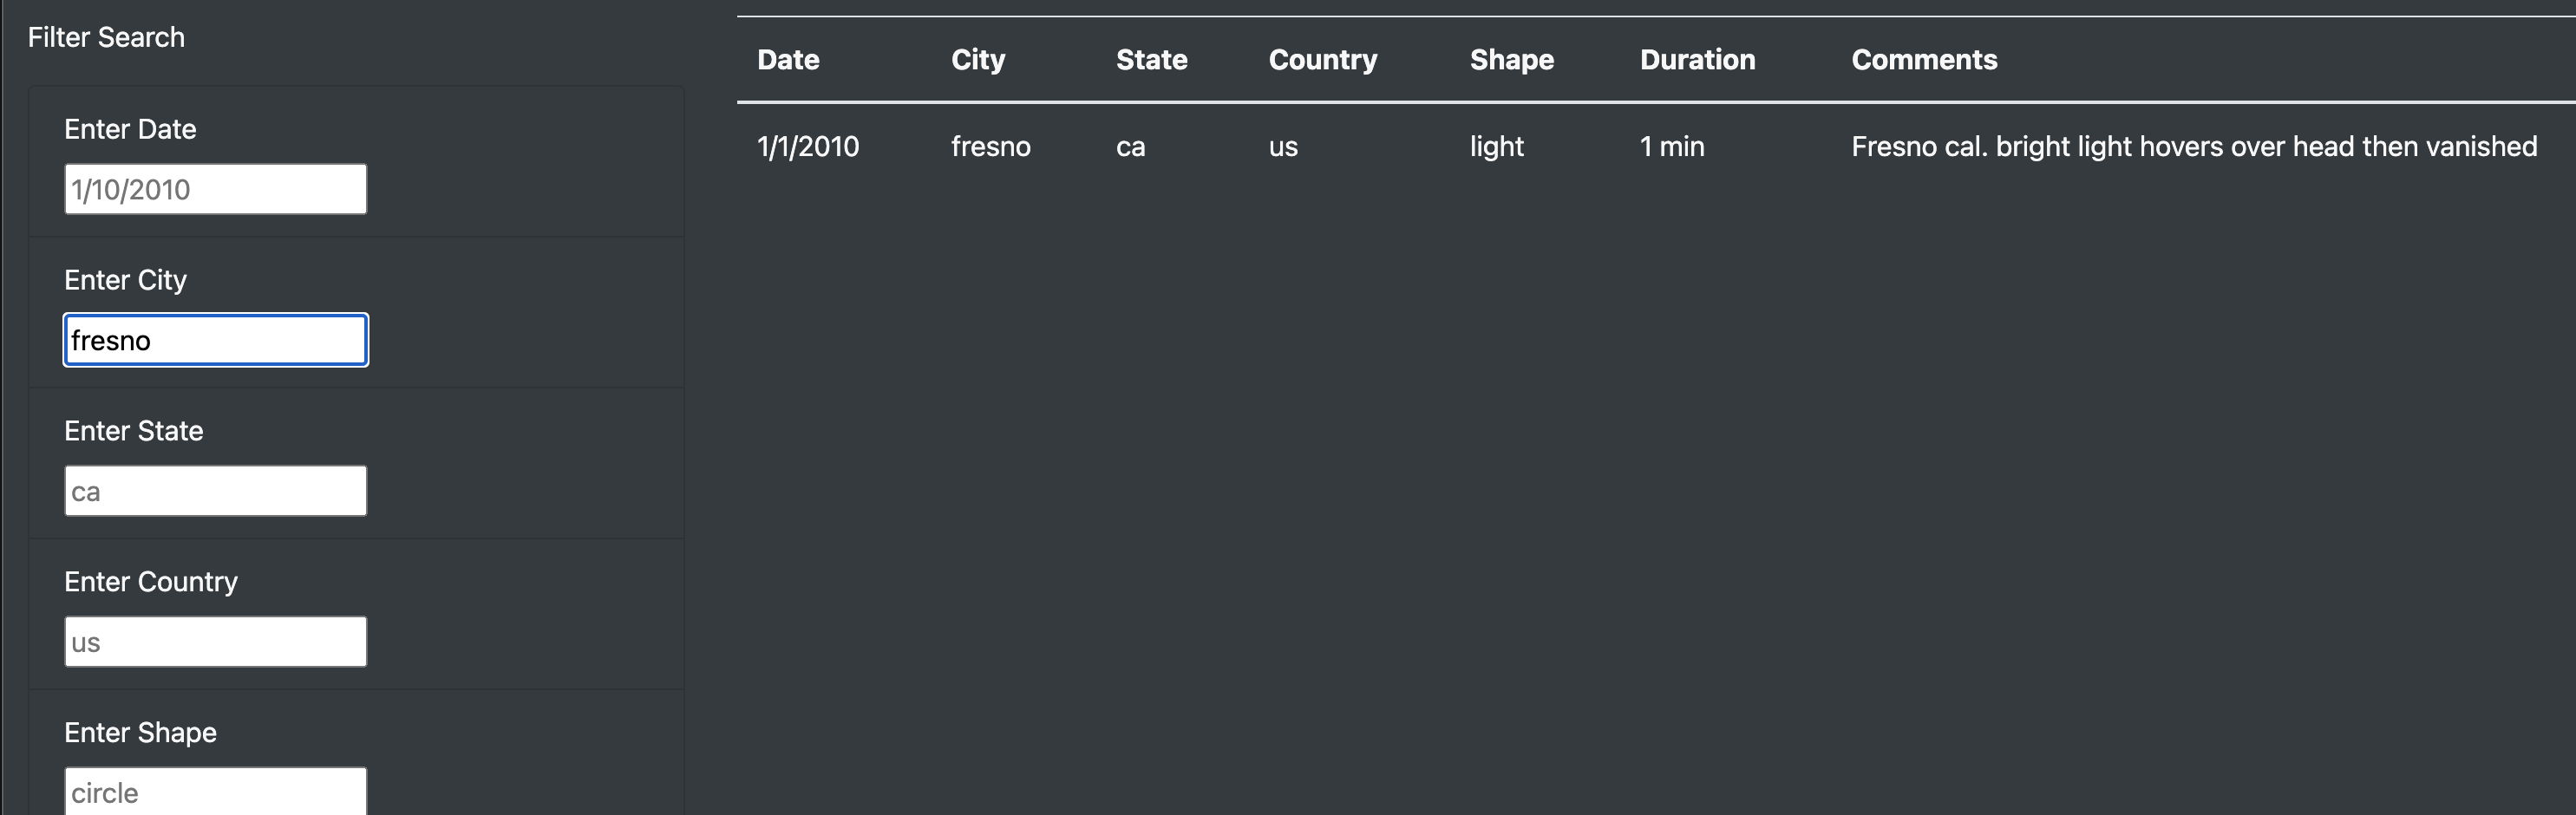 Filter Search
Enter Date
1/10/2010
Enter City
fresno
Enter State
ca
Enter Country
us
Enter Shape
circle
Date City State Country Shape Duration Comments
1/1/2010 fresno ca us light 1 min Fresno cal. bright light hovers over head then vanished